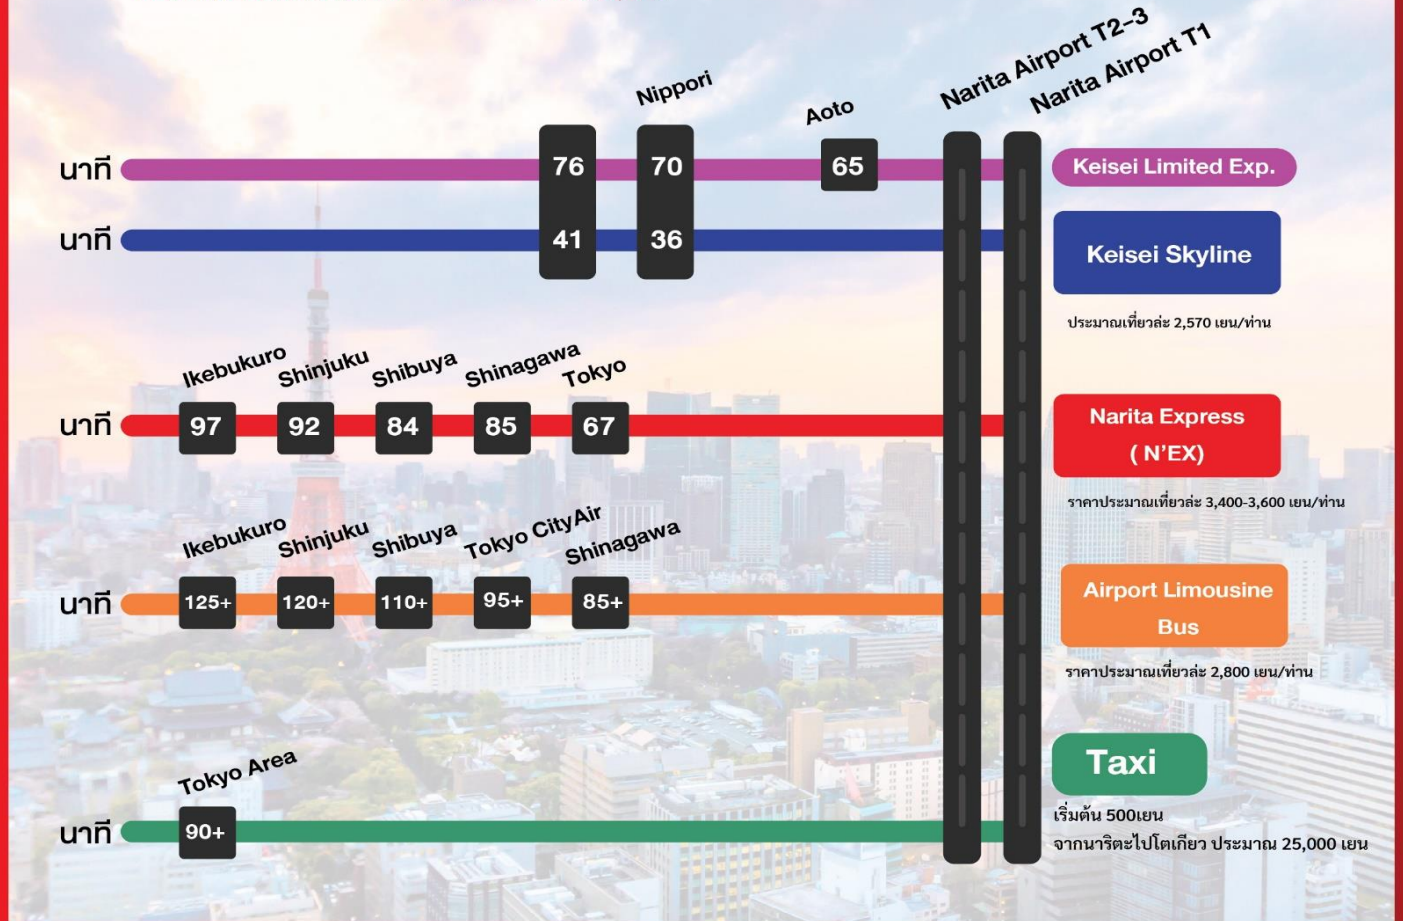 Narita Airport T2-3
Narita Airport T1
Nippori
Aoto
นาที
76
70
65
Keisei Limited Exp.
นาที
41
36
Keisei Skyline
ประมาณเที่ยวล่ะ 2,570 เยน/ท่าน
Ikebukuro
Shinjuku
Shibuya
Shinagawa
Tokyo
นาที
97
92
84
85
67
Narita Express
( N'EX)
ราคาประมาณเที่ยวล่ะ 3,400-3,600 เยน/ท่าน
Ikebukuro
Shinjuku
Shibuya
Tokyo CityAir
Shinagawa
นาที
125+
120+
110+
95+
85+
Airport Limousine
Bus
ราคาประมาณเที่ยวล่ะ 2,800 เยน/ท่าน
Tokyo Area
นาที
90+
Taxi
เริ่มต้น 500เยน
จากนาริตะไปโตเกียว ประมาณ 25,000 เยน